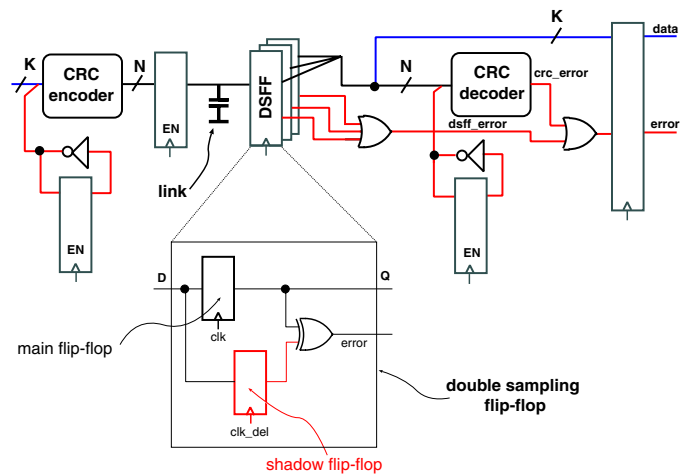 K
CRC
encoder
N
EN
link
DSFF
K
data
N
CRC
decoder
crc_error
dsff_error
error
EN
EN
D
Q
clk
main flip-flop
error
clk_del
shadow flip-flop
double sampling
flip-flop